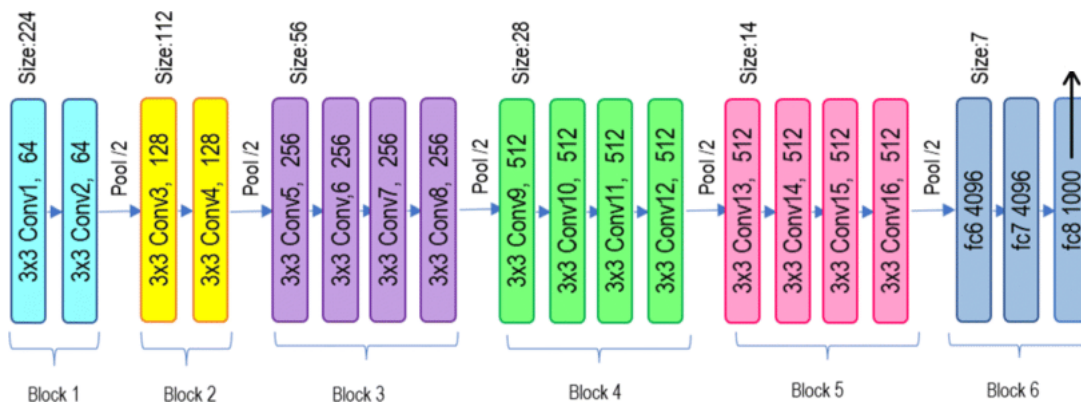 Size:224
3x3 Conv1, 64
3x3 Conv2, 64
Block 1
Pool /2
Size:112
3x3 Conv3, 128
3x3 Conv4, 128
Block 2
Pool /2
Size:56
3x3 Conv5, 256
3x3 Conv,6 256
3x3 Conv7, 256
3x3 Conv8, 256
Block 3
Pool /2
Size:28
3x3 Conv9, 512
3x3 Conv10, 512
3x3 Conv11, 512
3x3 Conv12, 512
Block 4
Pool /2
Size:14
3x3 Conv13, 512
3x3 Conv14, 512
3x3 Conv15, 512
3x3 Conv16, 512
Block 5
Pool /2
Size:7
fc6 4096
fc7 4096
fc8 1000
Block 6